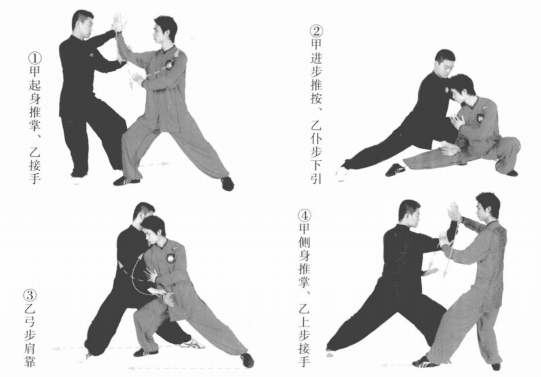 ①甲起身推掌、乙接手
②甲进步推按、乙仆步下引
③乙弓步肩靠
④甲侧身推掌、乙上步接手